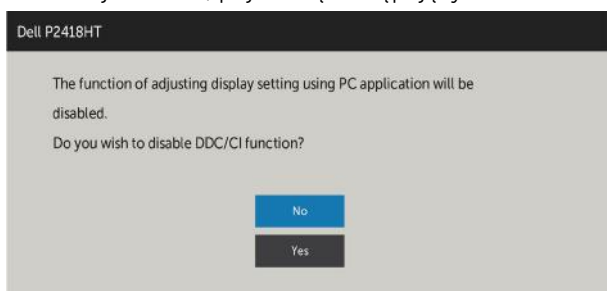 Dell P2418HT
The function of adjusting display setting using PC application will be
disabled.
Do you wish to disable DDC/CI function?
No
Yes